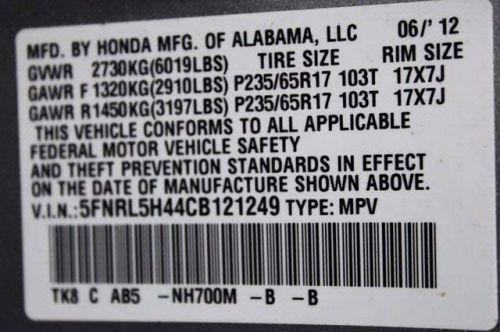 MFD. BY HONDA MFG. OF ALABAMA, LLC 06/' 12
GVWR 2730KG(6019LBS) TIRE SIZE RIM SIZE
GAWR F 1320KG(2910LBS) P235/65R17 103T 17X7J
GAWR R1450KG(3197LBS) P235/65R17 103T 17X7J
THIS VEHICLE CONFORMS TO ALL APPLICABLE
FEDERAL MOTOR VEHICLE SAFETY
AND THEFT PREVENTION STANDARDS IN EFFECT
ON THE DATE OF MANUFACTURE SHOWN ABOVE.
V.I.N.:5FNRL5H44CB121249 TYPE: MPV
TK8 C AB5 -NH700M -B -B